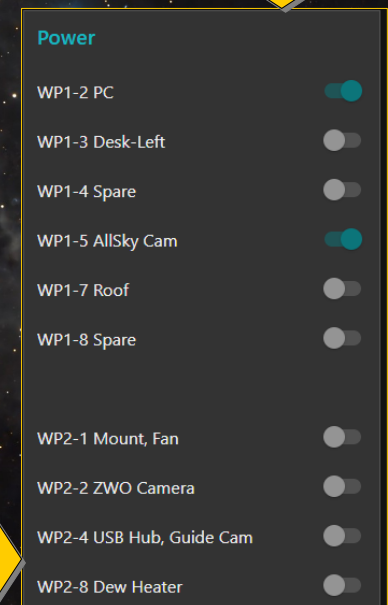 Power
WP1-2 PC
WP1-3 Desk-Left
WP1-4 Spare
WP1-5 AllSky Cam
WP1-7 Roof
WP1-8 Spare
WP2-1 Mount, Fan
WP2-2 ZWO Camera
WP2-4 USB Hub, Guide Cam
WP2-8 Dew Heater